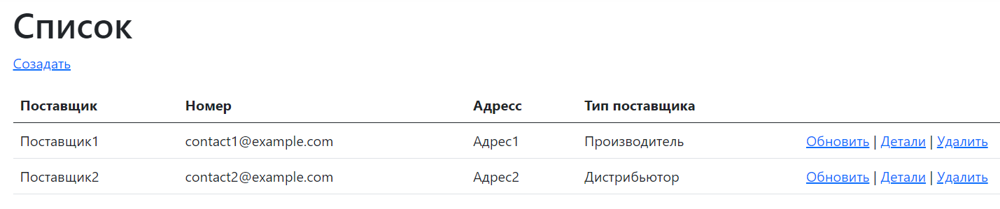 Список
Созадать
Поставщик Номер Адресс Тип поставщика
Поставщик1 contact1@example.com Адрес1 Производитель Обновить | Детали | Удалить
Поставщик2 contact2@example.com Адрес2 Дистрибьютор Обновить | Детали | Удалить